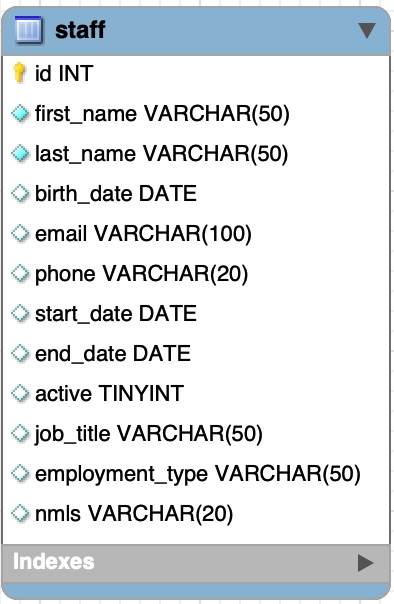 staff
id INT
first_name VARCHAR(50)
last_name VARCHAR(50)
birth_date DATE
email VARCHAR(100)
phone VARCHAR(20)
start_date DATE
end_date DATE
active TINYINT
job_title VARCHAR(50)
employment_type VARCHAR(50)
nmls VARCHAR(20)
Indexes